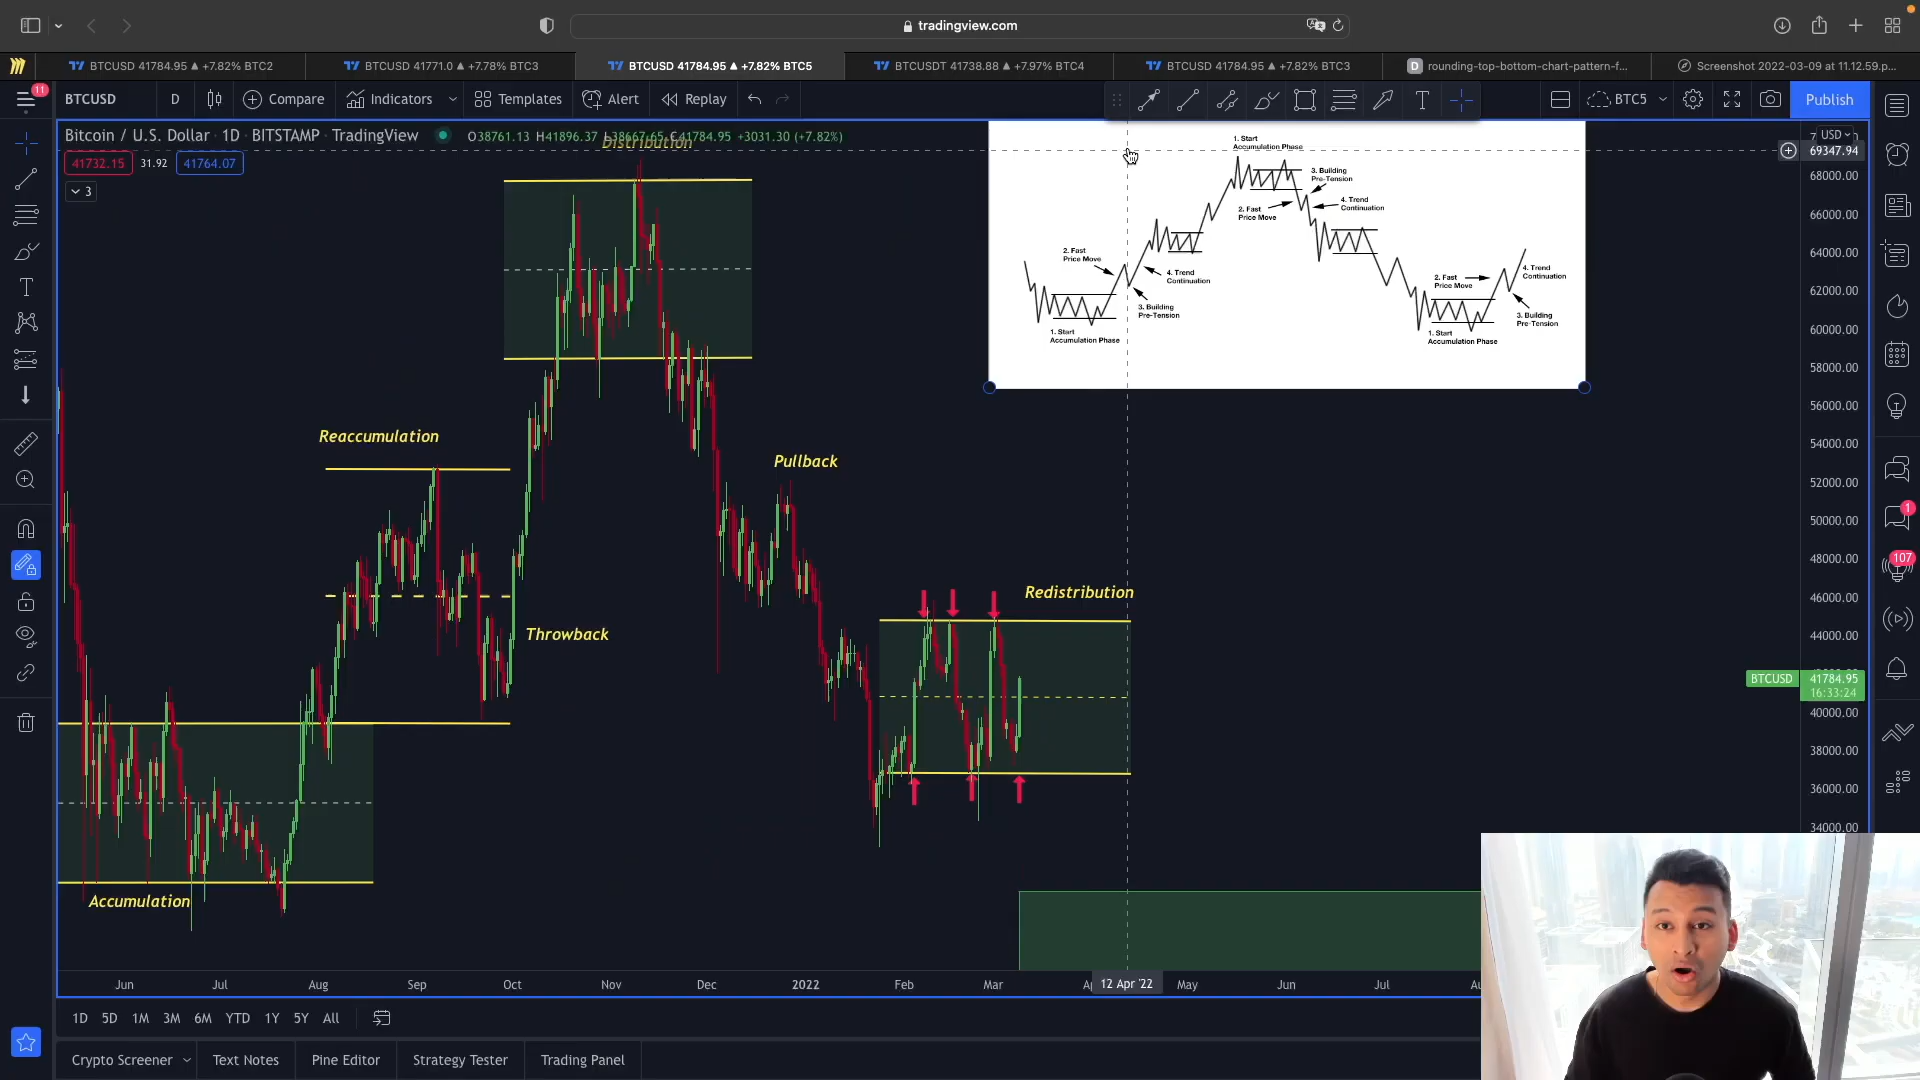 tradingview.com
BTCUSD 41784.95 ▲ +7.82% BTC2
BTCUSD 41771.0 ▲ +7.78% BTC3
BTCUSD 41784.95 ▲ +7.82% BTC5
BTCUSDT 41738.88 ▲ +7.97% BTC4
BTCUSD 41784.95 ▲ +7.82% BTC3
D rounding-top-bottom-chart-pattern-f...
Screenshot 2022-03-09 at 11.12.59.p...
11
BTCUSD
D
Compare
Indicators
Templates
Alert
Replay
BTC5
Publish
Bitcoin / U.S. Dollar · 1D · BITSTAMP · TradingView
O38761.13 H41896.37 L38667.65 C41784.95 +3031.30 (+7.82%)
41732.15
31.92
41764.07
3
Distribution
Reaccumulation
Throwback
Accumulation
Pullback
Redistribution
1. Start
Accumulation Phase
2. Fast
Price Move
3. Building
Pre-Tension
4. Trend
Continuation
1. Start
Accumulation Phase
2. Fast
Price Move
3. Building
Pre-Tension
4. Trend
Continuation
1. Start
Accumulation Phase
2. Fast
Price Move
3. Building
Pre-Tension
4. Trend
Continuation
USD
69347.94
68000.00
66000.00
64000.00
62000.00
60000.00
58000.00
56000.00
54000.00
52000.00
50000.00
48000.00
46000.00
44000.00
BTCUSD
41784.95
16:33:24
40000.00
38000.00
36000.00
34000.00
1
107
Jun
Jul
Aug
Sep
Oct
Nov
Dec
2022
Feb
Mar
12 Apr '22
May
Jun
Jul
1D
5D
1M
3M
6M
YTD
1Y
5Y
All
Crypto Screener
Text Notes
Pine Editor
Strategy Tester
Trading Panel